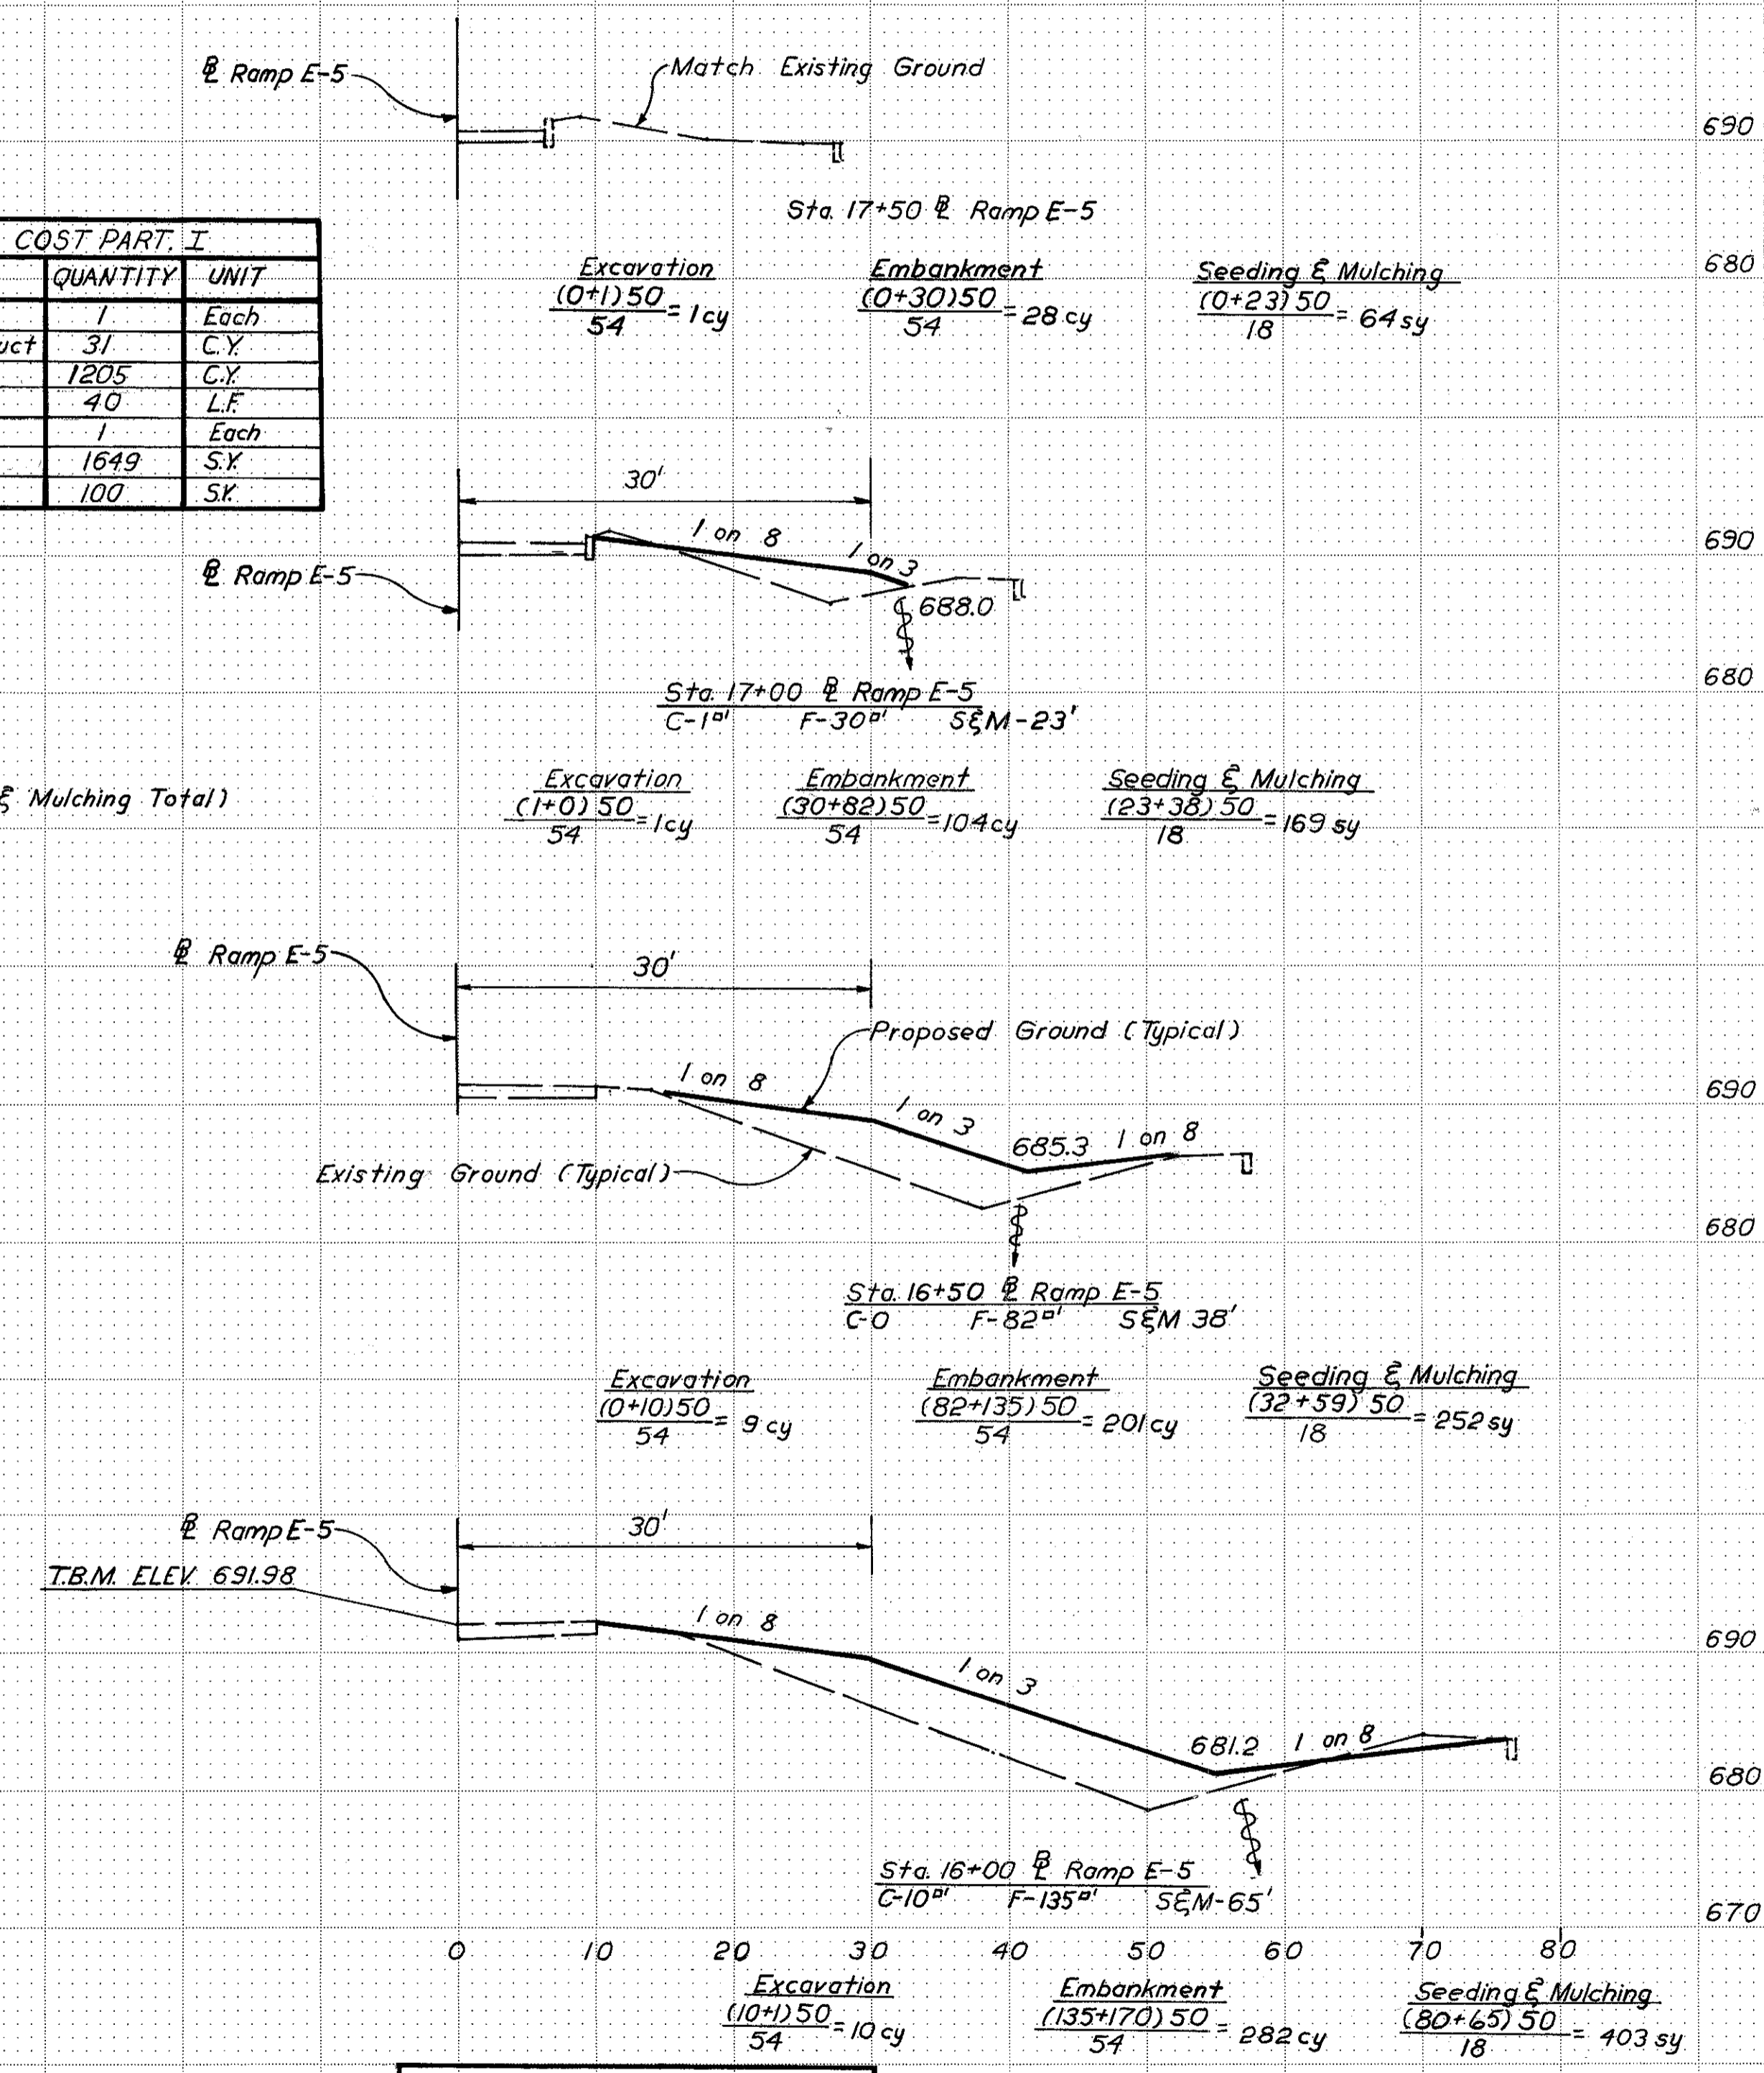 ℄ Ramp E-5
Match Existing Ground
690
Sta. 17+50 ℄ Ramp E-5
COST PART. I
QUANTITY UNIT
1 Each
uct 31 C.Y.
1205 C.Y.
40 L.F.
1 Each
1649 S.Y.
100 S.Y.
680
Excavation
(0+1)50
54
= 1cy
Embankment
(0+30)50
54
= 28 cy
Seeding & Mulching
(0+23)50
18
= 64 sy
30'
1 on 8
1 on 3
690
℄ Ramp E-5
688.0
680
Sta. 17+00 ℄ Ramp E-5
C-1□' F-30□' S&M-23'
& Mulching Total)
Excavation
(1+0)50
54
= 1cy
Embankment
(30+82)50
54
= 104cy
Seeding & Mulching
(23+38)50
18
= 169 sy
℄ Ramp E-5
30'
Proposed Ground (Typical)
1 on 8
690
1 on 3
685.3 1 on 8
Existing Ground (Typical)
680
Sta. 16+50 ℄ Ramp E-5
C-0 F-82□' S&M 38'
Excavation
(0+10)50
54
= 9 cy
Embankment
(82+135)50
54
= 201cy
Seeding & Mulching
(32+59)50
18
= 252 sy
℄ Ramp E-5
30'
T.B.M. ELEV. 691.98
1 on 8
690
1 on 3
681.2 1 on 8
680
Sta. 16+00 ℄ Ramp E-5
C-10□' F-135□' S&M-65'
670
0 10 20 30 40 50 60 70 80
Excavation
(10+1)50
54
= 10 cy
Embankment
(135+170)50
54
= 282 cy
Seeding & Mulching
(80+65)50
18
= 403 sy